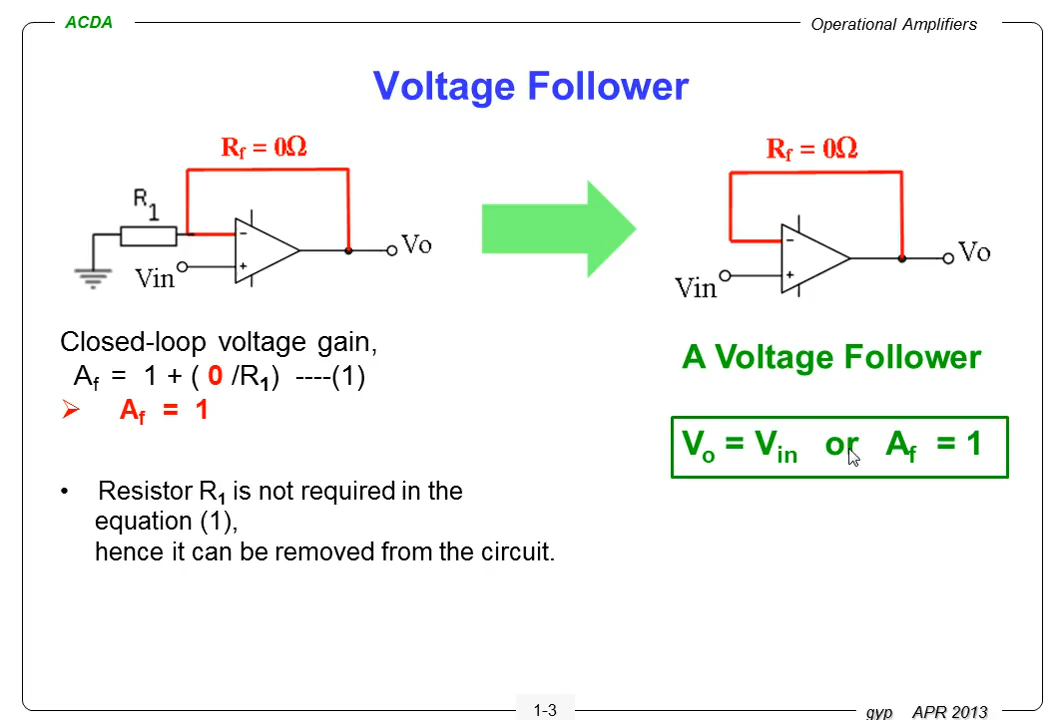 ACDA
Operational Amplifiers
Voltage Follower
Rf = 0Ω
R1
-
+
Vin
Vo
Rf = 0Ω
-
+
Vin
Vo
Closed-loop voltage gain,
Af = 1 + ( 0 /R1) ----(1)
➢ Af = 1
• Resistor R1 is not required in the
equation (1),
hence it can be removed from the circuit.
A Voltage Follower
Vo = Vin or Af = 1
1-3
gyp APR 2013